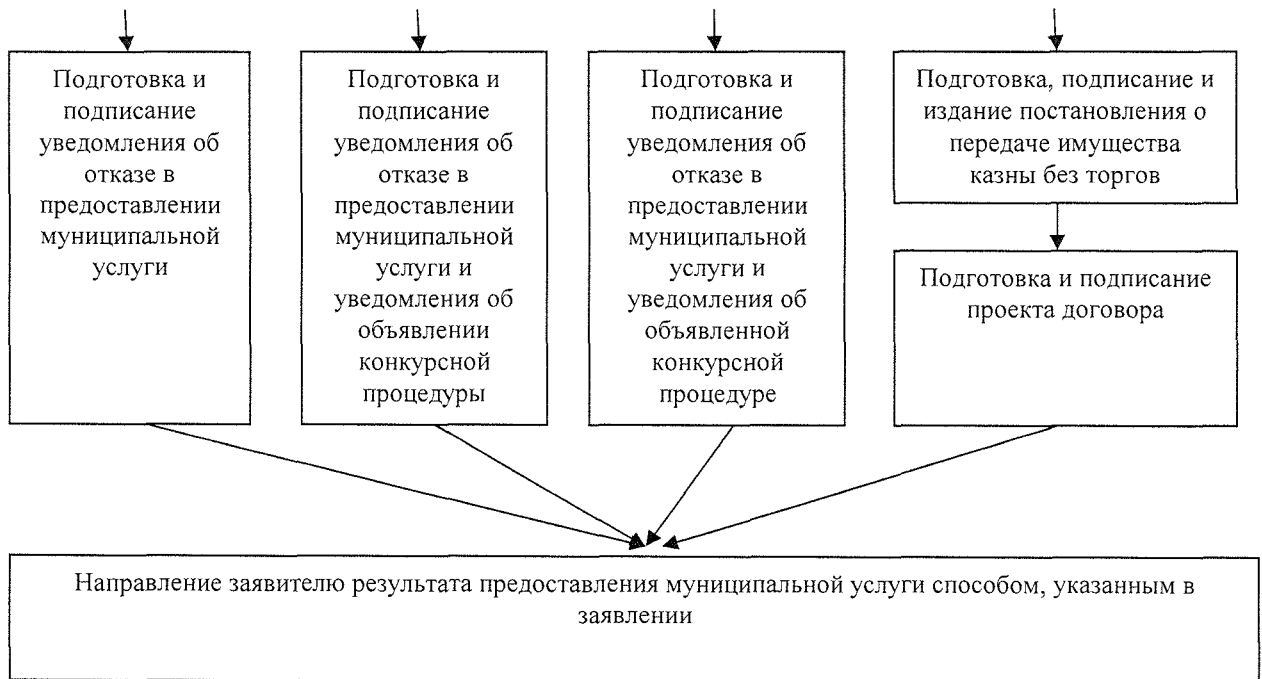 Подготовка и
подписание
уведомления об
отказе в
предоставлении
муниципальной
услуги
Подготовка и
подписание
уведомления об
отказе в
предоставлении
муниципальной
услуги и
уведомления об
объявлении
конкурсной
процедуры
Подготовка и
подписание
уведомления об
отказе в
предоставлении
муниципальной
услуги и
уведомления об
объявленной
конкурсной
процедуре
Подготовка, подписание и
издание постановления о
передаче имущества
казны без торгов
Подготовка и подписание
проекта договора
Направление заявителю результата предоставления муниципальной услуги способом, указанным в
заявлении